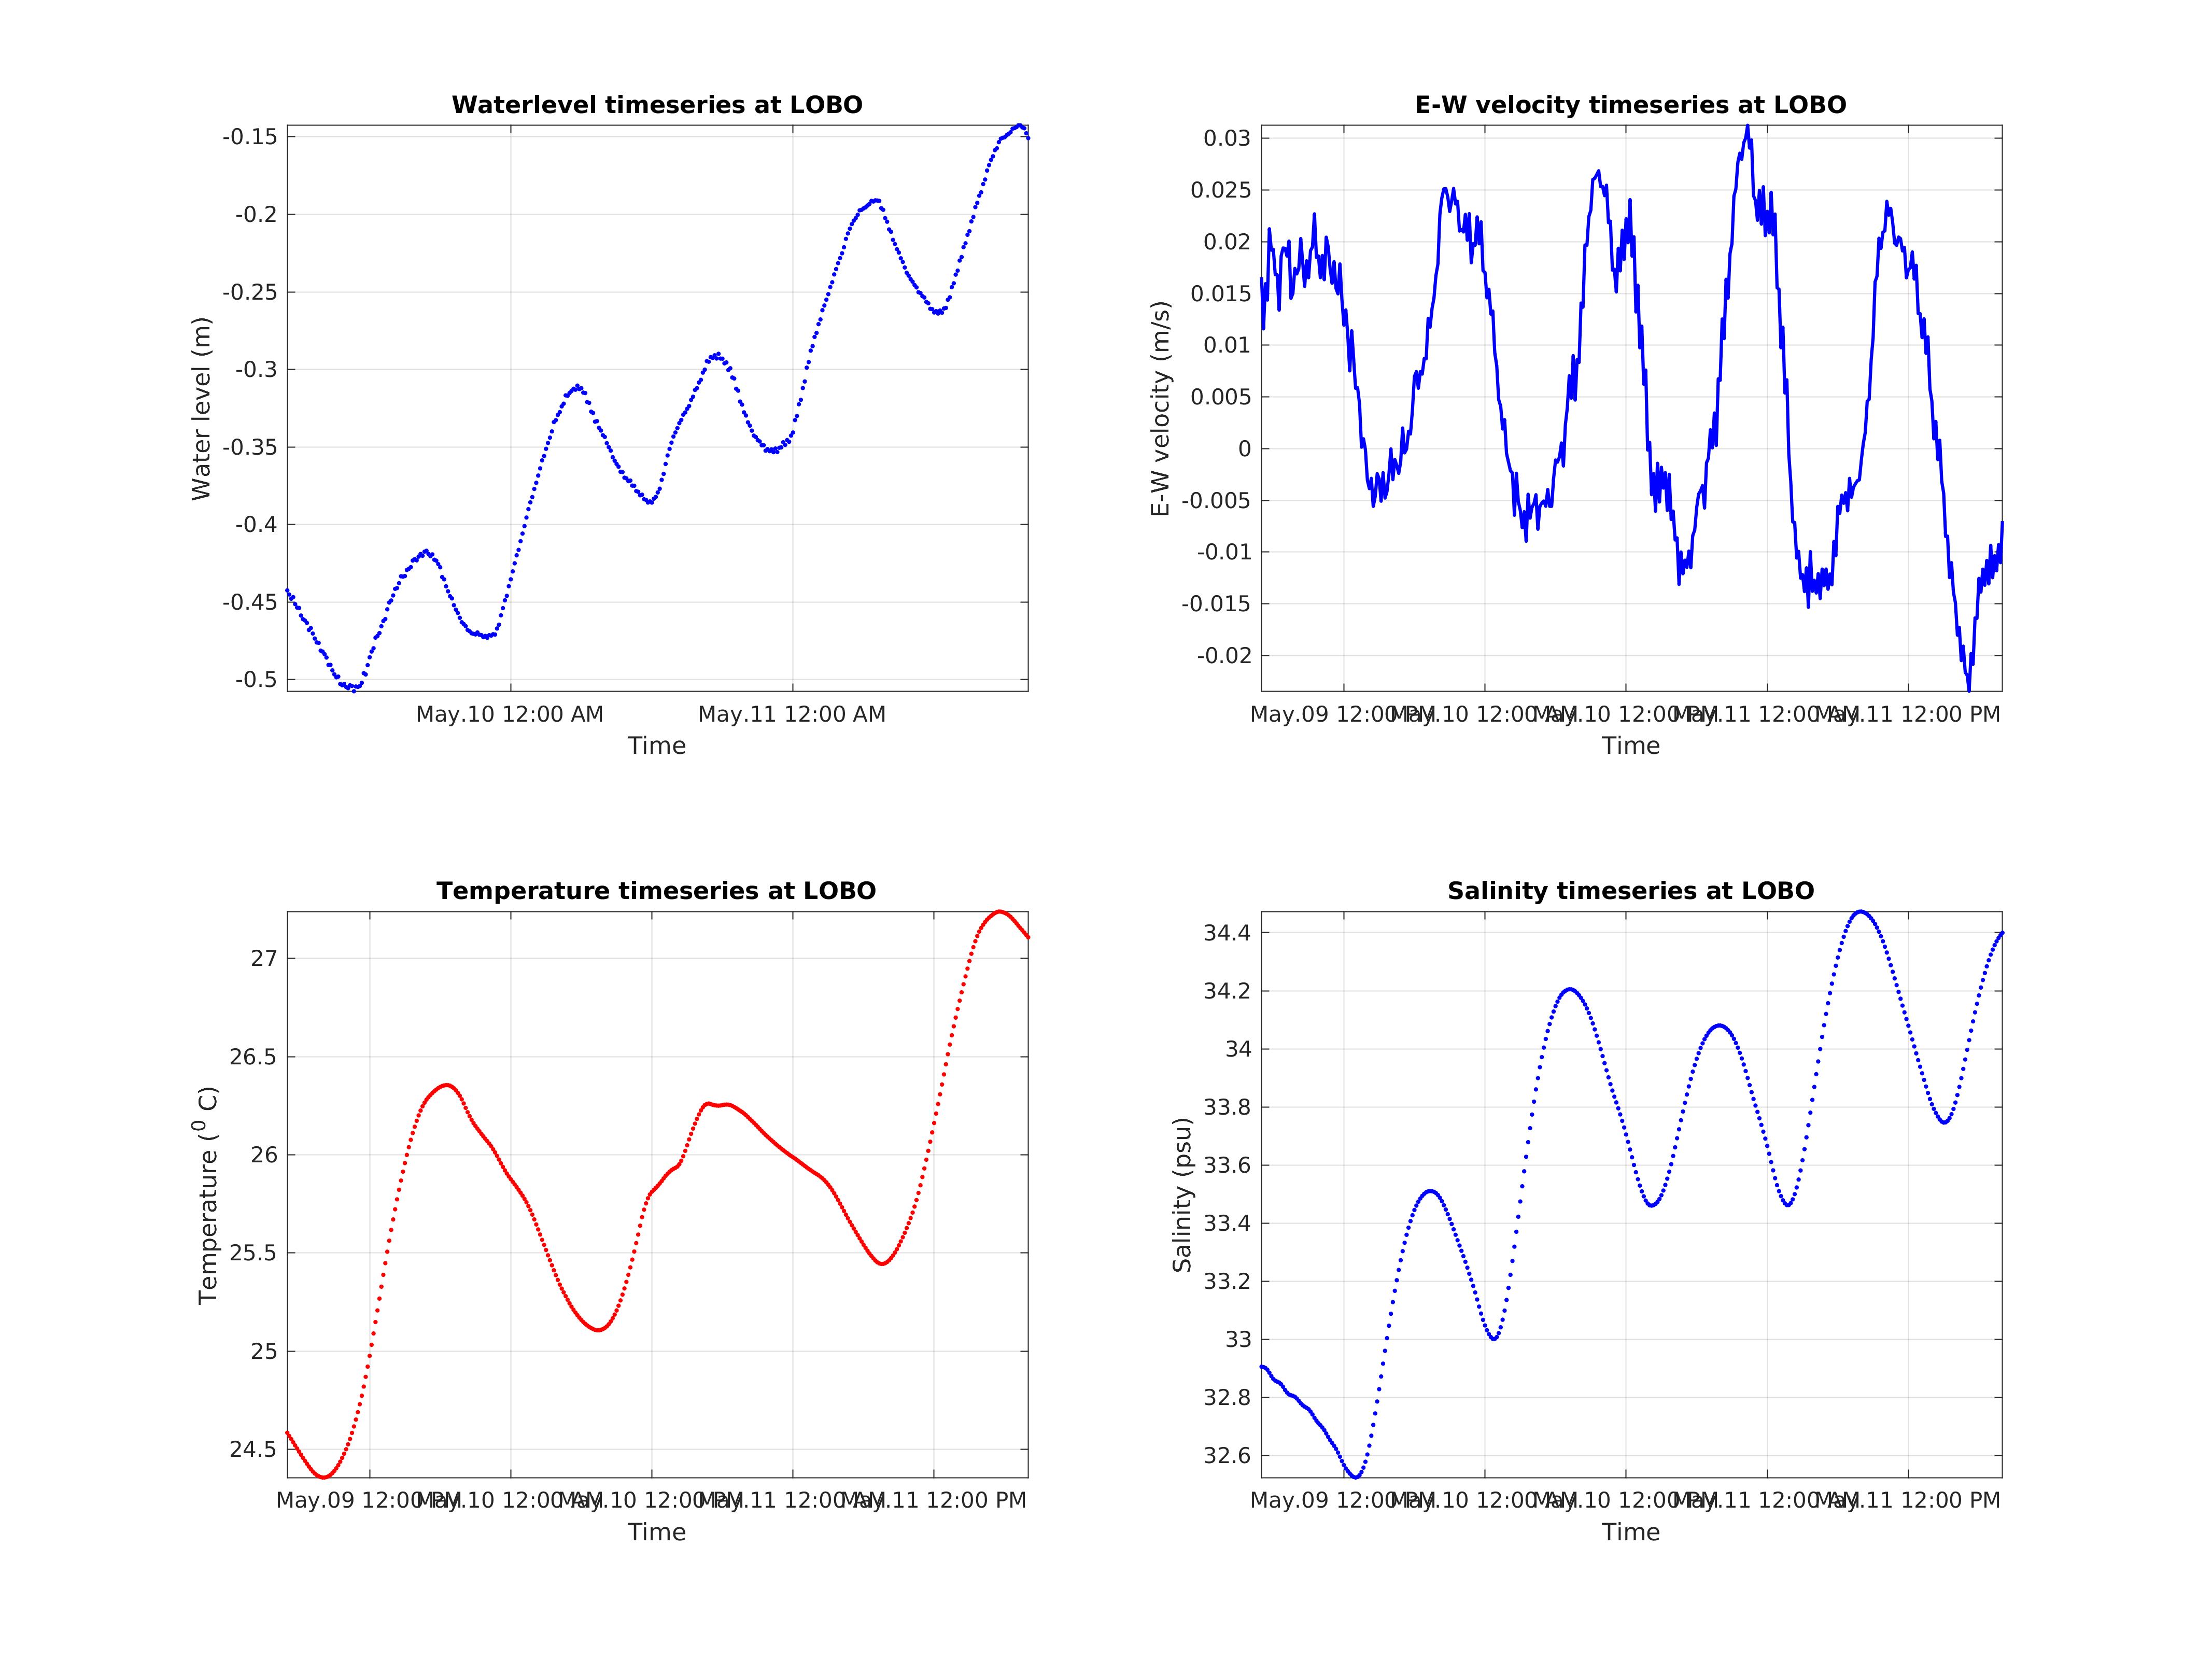 Waterlevel timeseries at LOBO
Water level (m)
-0.15
-0.2
-0.25
-0.3
-0.35
-0.4
-0.45
-0.5
May.10 12:00 AM May.11 12:00 AM
Time
E-W velocity timeseries at LOBO
E-W velocity (m/s)
0.03
0.025
0.02
0.015
0.01
0.005
0
-0.005
-0.01
-0.015
-0.02
May.09 12:00 PM May.10 12:00 AM May.10 12:00 PM May.11 12:00 AM May.11 12:00 PM
Time
Temperature timeseries at LOBO
Temperature (⁰ C)
27
26.5
26
25.5
25
24.5
May.09 12:00 PM May.10 12:00 AM May.10 12:00 PM May.11 12:00 AM May.11 12:00 PM
Time
Salinity timeseries at LOBO
Salinity (psu)
34.4
34.2
34
33.8
33.6
33.4
33.2
33
32.8
32.6
May.09 12:00 PM May.10 12:00 AM May.10 12:00 PM May.11 12:00 AM May.11 12:00 PM
Time